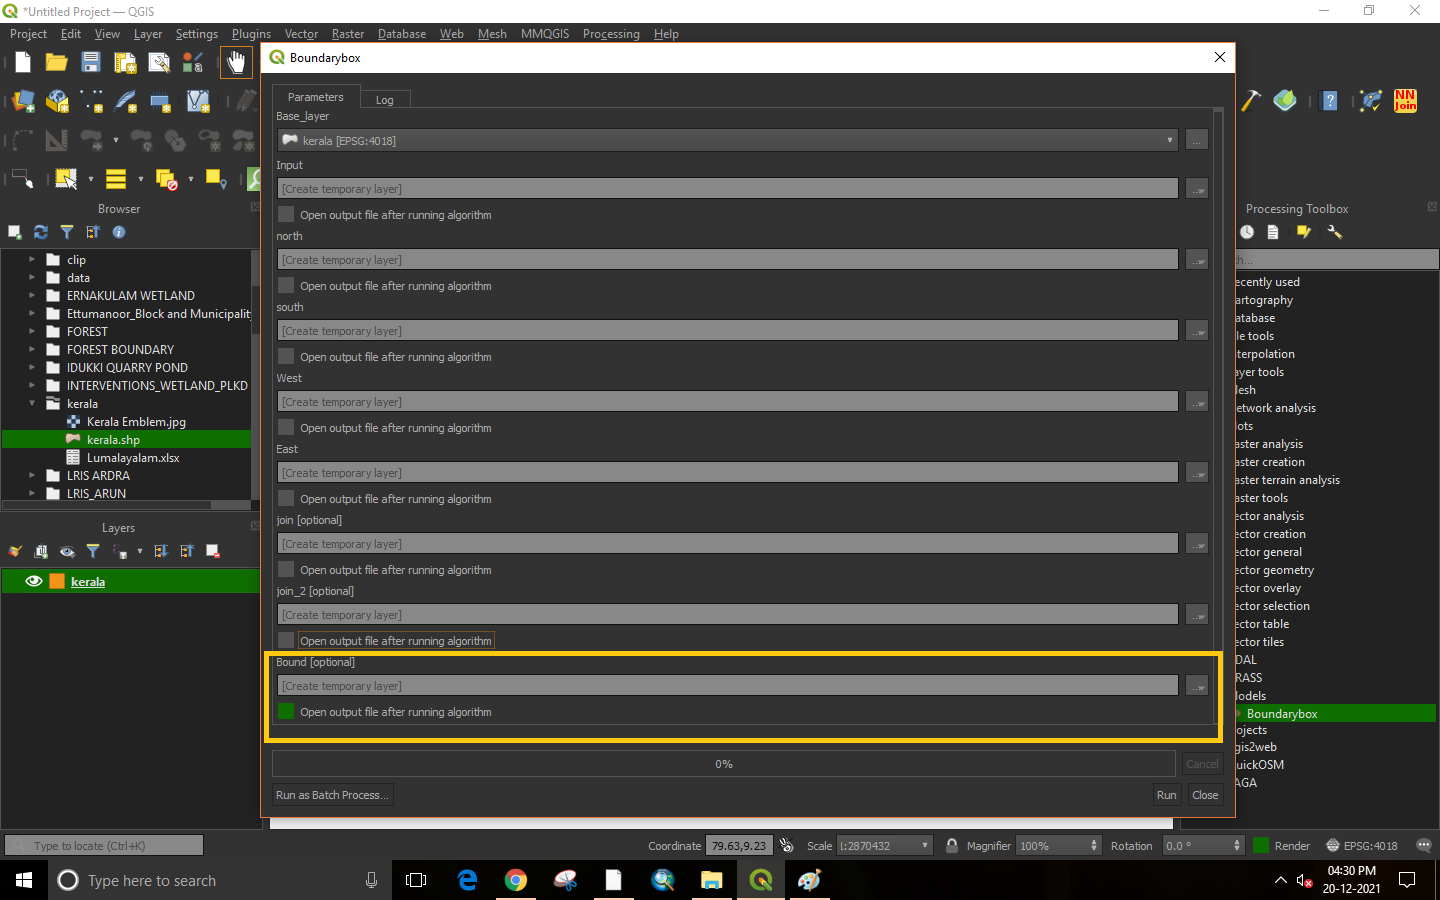 *Untitled Project — QGIS
Project Edit View Layer Settings Plugins Vector Raster Database Web Mesh MMQGIS Processing Help
Boundarybox
Parameters
Log
Base_layer
kerala [EPSG:4018]
...
Input
[Create temporary layer]
Open output file after running algorithm
north
[Create temporary layer]
Open output file after running algorithm
south
[Create temporary layer]
Open output file after running algorithm
West
[Create temporary layer]
Open output file after running algorithm
East
[Create temporary layer]
Open output file after running algorithm
join [optional]
[Create temporary layer]
Open output file after running algorithm
join_2 [optional]
[Create temporary layer]
Open output file after running algorithm
Bound [optional]
[Create temporary layer]
Open output file after running algorithm
0%
Cancel
Run as Batch Process...
Run
Close
NN
Join
Browser
clip
data
ERNAKULAM WETLAND
Ettumanoor_Block and Municipalit
FOREST
FOREST BOUNDARY
IDUKKI QUARRY POND
INTERVENTIONS_WETLAND_PLKD
kerala
Kerala Emblem.jpg
kerala.shp
Lumalayalam.xlsx
LRIS ARDRA
LRIS_ARUN
Layers
kerala
Processing Toolbox
ch...
ecently used
artography
atabase
le tools
terpolation
ayer tools
esh
etwork analysis
lots
aster analysis
aster creation
aster terrain analysis
aster tools
ector analysis
ector creation
ector general
ector geometry
ector overlay
ector selection
ector table
ector tiles
DAL
RASS
lodels
Boundarybox
ojects
gis2web
uickOSM
AGA
Type to locate (Ctrl+K)
Coordinate 79.63,9.23 Scale 1:2870432 Magnifier 100% Rotation 0.0 ° Render EPSG:4018
Type here to search
04:30 PM
20-12-2021